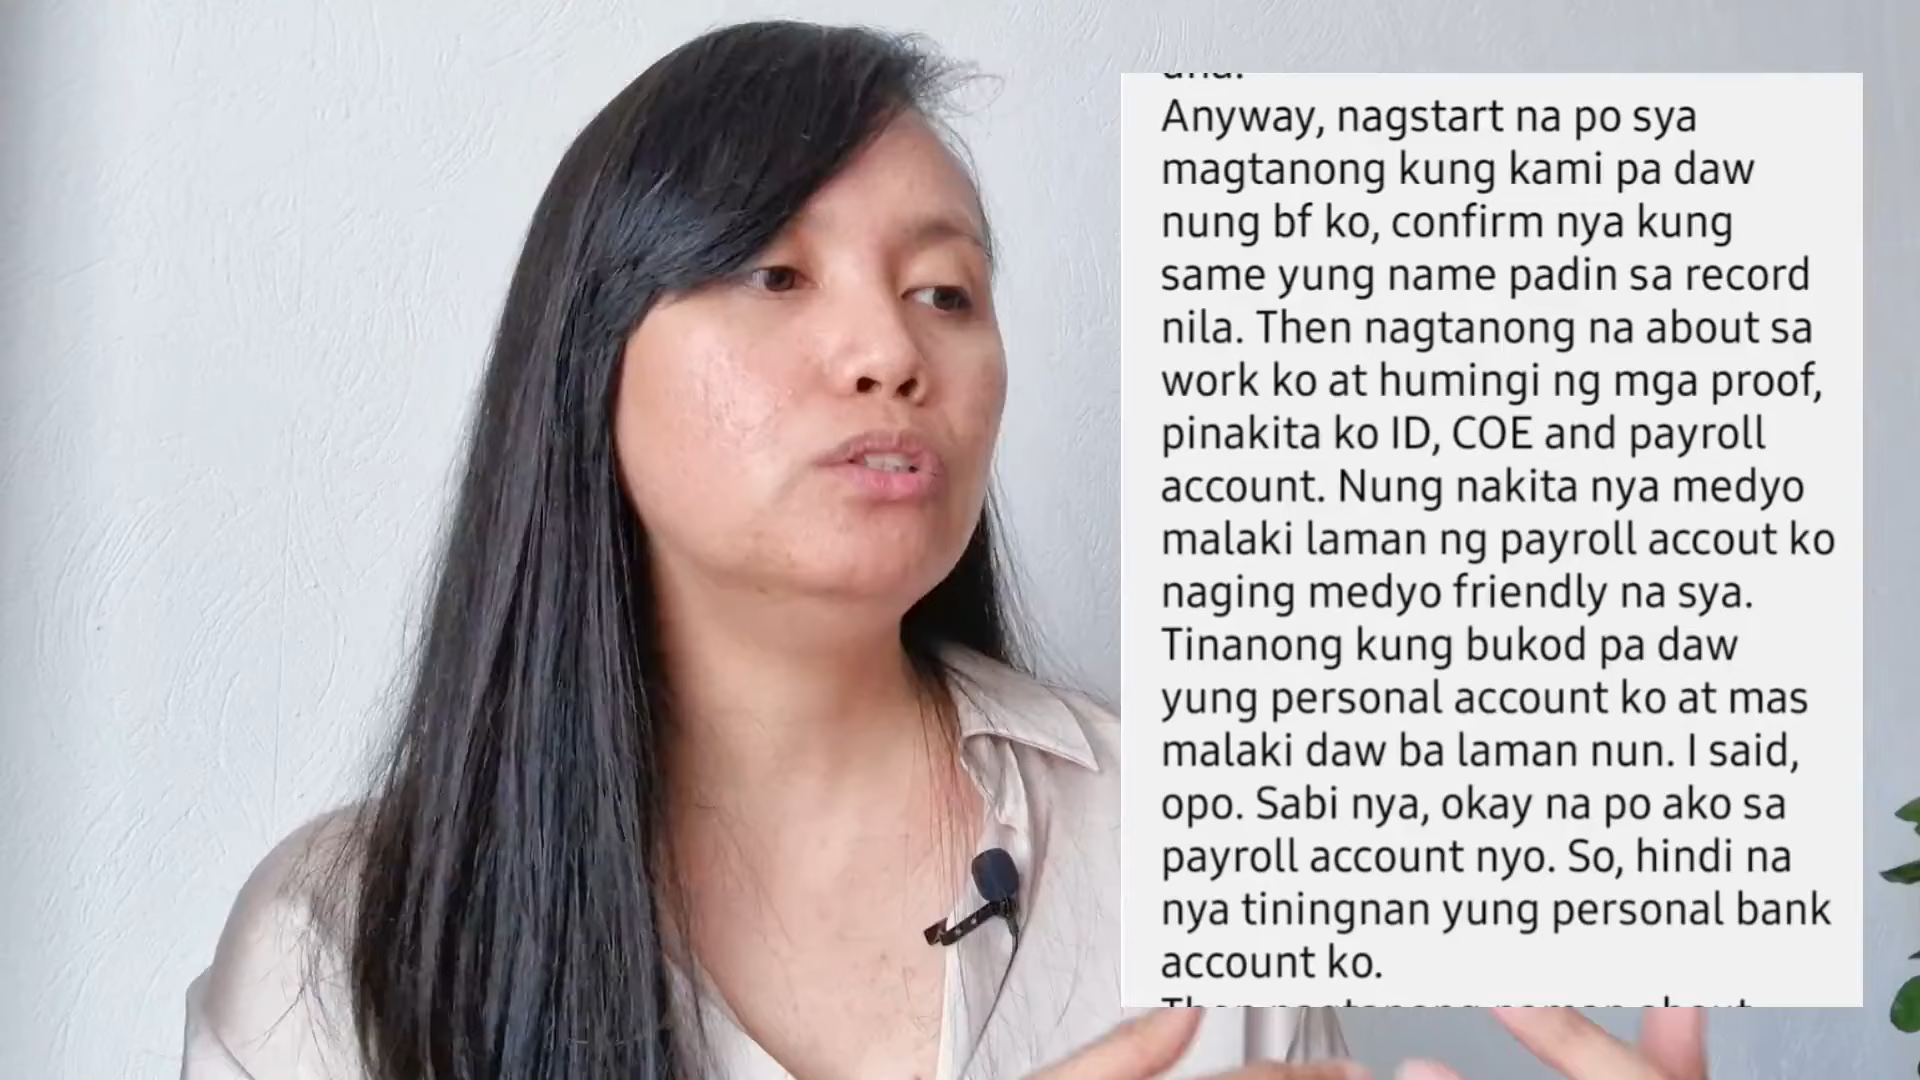 Anyway, nagstart na po sya
magtanong kung kami pa daw
nung bf ko, confirm nya kung
same yung name padin sa record
nila. Then nagtanong na about sa
work ko at humingi ng mga proof,
pinakita ko ID, COE and payroll
account. Nung nakita nya medyo
malaki laman ng payroll accout ko
naging medyo friendly na sya.
Tinanong kung bukod pa daw
yung personal account ko at mas
malaki daw ba laman nun. I said,
opo. Sabi nya, okay na po ako sa
payroll account nyo. So, hindi na
nya tiningnan yung personal bank
account ko.
Then nagtanong naman about